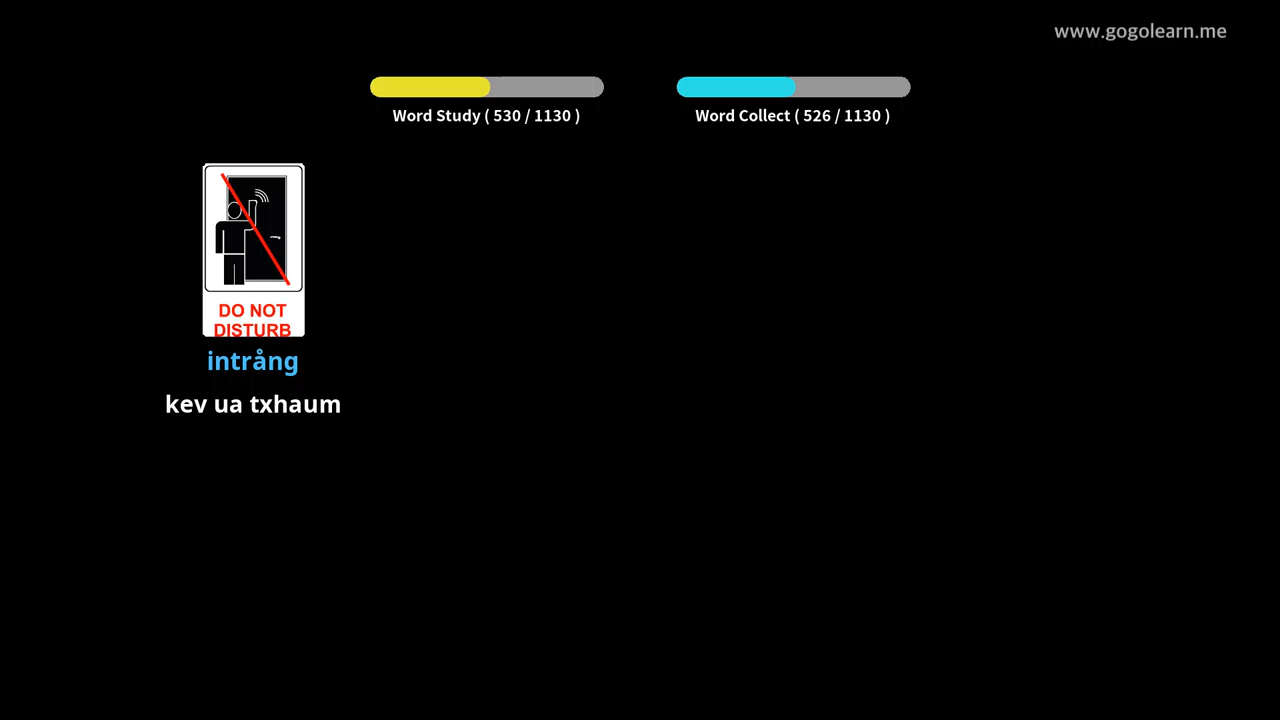 www.gogolearn.me
Word Study ( 530 / 1130 )
Word Collect ( 526 / 1130 )
DO NOT
DISTURB
intrång
kev ua txhaum